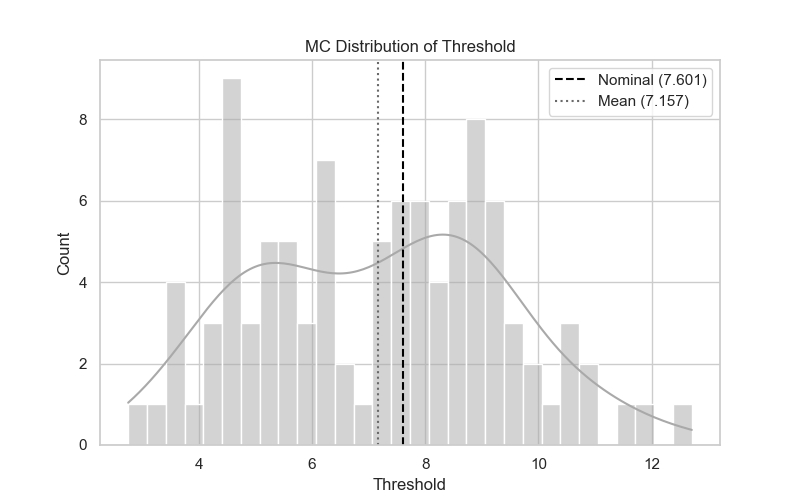 MC Distribution of Threshold
Nominal (7.601)
Mean (7.157)
8
6
4
2
0
Count
4
6
8
10
12
Threshold